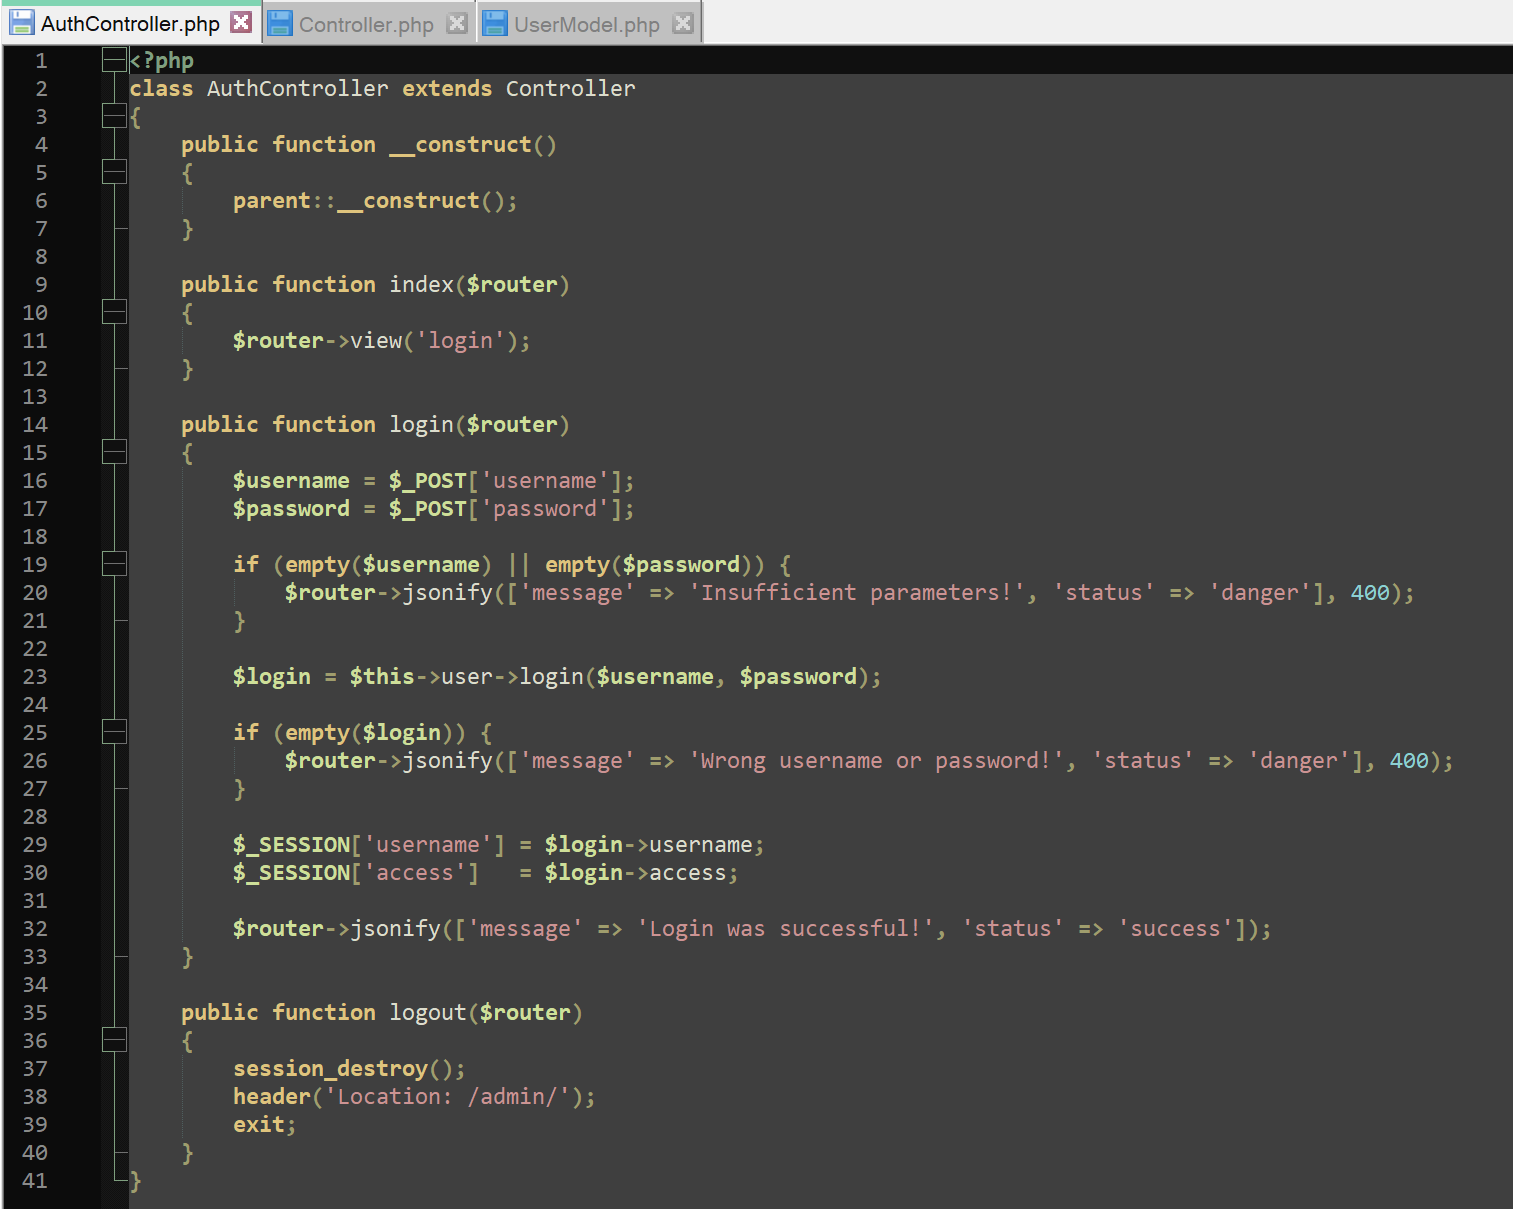 AuthController.php Controller.php UserModel.php
1 <?php
2 class AuthController extends Controller
3 {
4     public function __construct()
5     {
6         parent::__construct();
7     }
8
9     public function index($router)
10     {
11         $router->view('login');
12     }
13
14     public function login($router)
15     {
16         $username = $_POST['username'];
17         $password = $_POST['password'];
18
19         if (empty($username) || empty($password)) {
20             $router->jsonify(['message' => 'Insufficient parameters!', 'status' => 'danger'], 400);
21         }
22
23         $login = $this->user->login($username, $password);
24
25         if (empty($login)) {
26             $router->jsonify(['message' => 'Wrong username or password!', 'status' => 'danger'], 400);
27         }
28
29         $_SESSION['username'] = $login->username;
30         $_SESSION['access']   = $login->access;
31
32         $router->jsonify(['message' => 'Login was successful!', 'status' => 'success']);
33     }
34
35     public function logout($router)
36     {
37         session_destroy();
38         header('Location: /admin/');
39         exit;
40     }
41 }